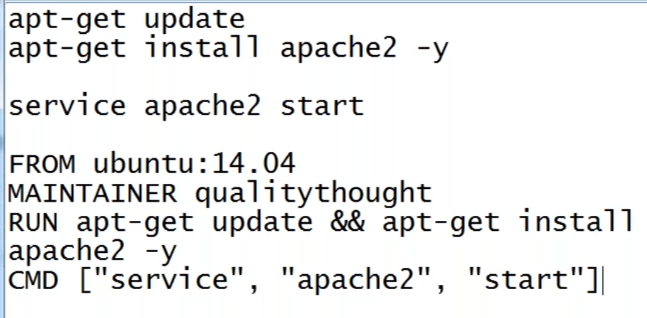 apt-get update
apt-get install apache2 -y
service apache2 start
FROM ubuntu:14.04
MAINTAINER qualitythought
RUN apt-get update && apt-get install
apache2 -y
CMD ["service", "apache2", "start"]